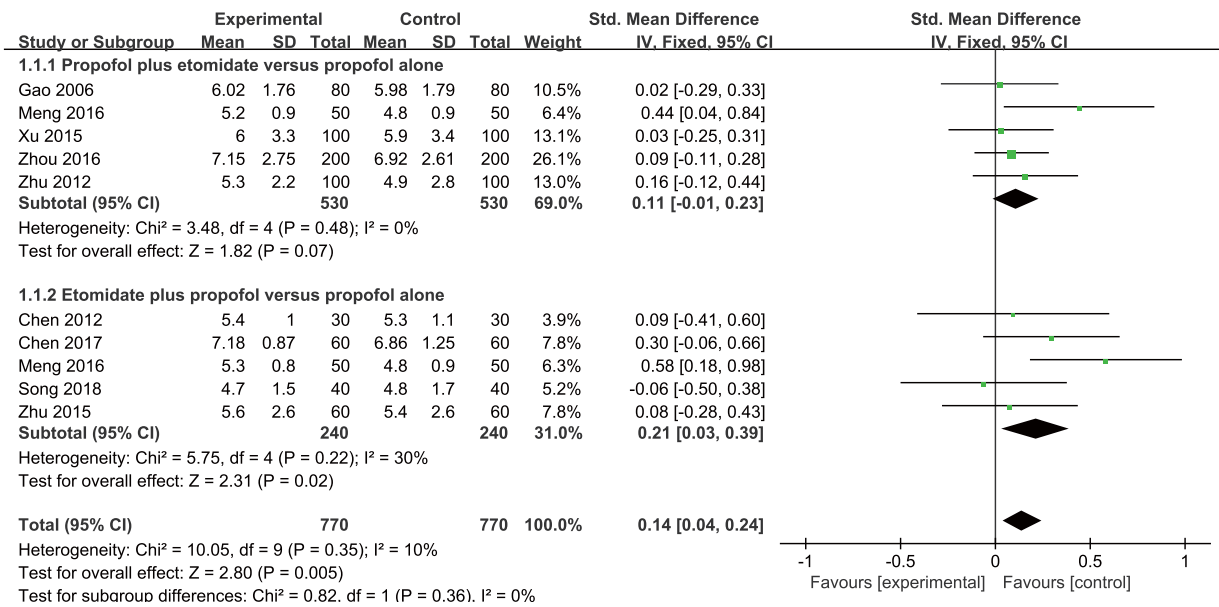 Experimental Control Std. Mean Difference Std. Mean Difference
Study or Subgroup Mean SD Total Mean SD Total Weight IV, Fixed, 95% CI IV, Fixed, 95% CI
1.1.1 Propofol plus etomidate versus propofol alone
Gao 2006 6.02 1.76 80 5.98 1.79 80 10.5% 0.02 [-0.29, 0.33]
Meng 2016 5.2 0.9 50 4.8 0.9 50 6.4% 0.44 [0.04, 0.84]
Xu 2015 6 3.3 100 5.9 3.4 100 13.1% 0.03 [-0.25, 0.31]
Zhou 2016 7.15 2.75 200 6.92 2.61 200 26.1% 0.09 [-0.11, 0.28]
Zhu 2012 5.3 2.2 100 4.9 2.8 100 13.0% 0.16 [-0.12, 0.44]
Subtotal (95% CI) 530 530 69.0% 0.11 [-0.01, 0.23]
Heterogeneity: Chi² = 3.48, df = 4 (P = 0.48); I² = 0%
Test for overall effect: Z = 1.82 (P = 0.07)
1.1.2 Etomidate plus propofol versus propofol alone
Chen 2012 5.4 1 30 5.3 1.1 30 3.9% 0.09 [-0.41, 0.60]
Chen 2017 7.18 0.87 60 6.86 1.25 60 7.8% 0.30 [-0.06, 0.66]
Meng 2016 5.3 0.8 50 4.8 0.9 50 6.3% 0.58 [0.18, 0.98]
Song 2018 4.7 1.5 40 4.8 1.7 40 5.2% -0.06 [-0.50, 0.38]
Zhu 2015 5.6 2.6 60 5.4 2.6 60 7.8% 0.08 [-0.28, 0.43]
Subtotal (95% CI) 240 240 31.0% 0.21 [0.03, 0.39]
Heterogeneity: Chi² = 5.75, df = 4 (P = 0.22); I² = 30%
Test for overall effect: Z = 2.31 (P = 0.02)
Total (95% CI) 770 770 100.0% 0.14 [0.04, 0.24]
Heterogeneity: Chi² = 10.05, df = 9 (P = 0.35); I² = 10%
Test for overall effect: Z = 2.80 (P = 0.005)
Test for subgroup differences: Chi² = 0.82, df = 1 (P = 0.36), I² = 0%
-1 -0.5 0 0.5 1
Favours [experimental] Favours [control]